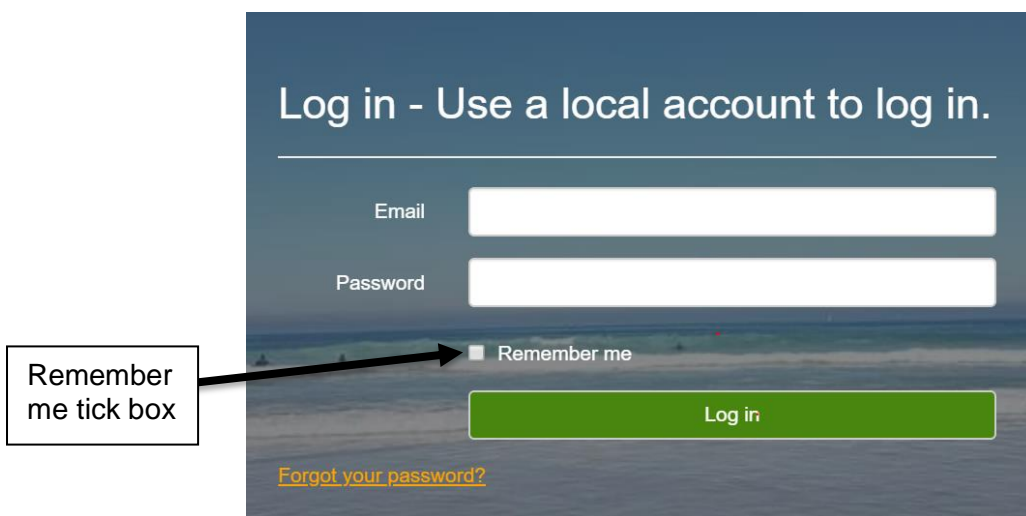 Log in - Use a local account to log in.
Email
Password
Remember me
Remember
me tick box
Log in
Forgot your password?